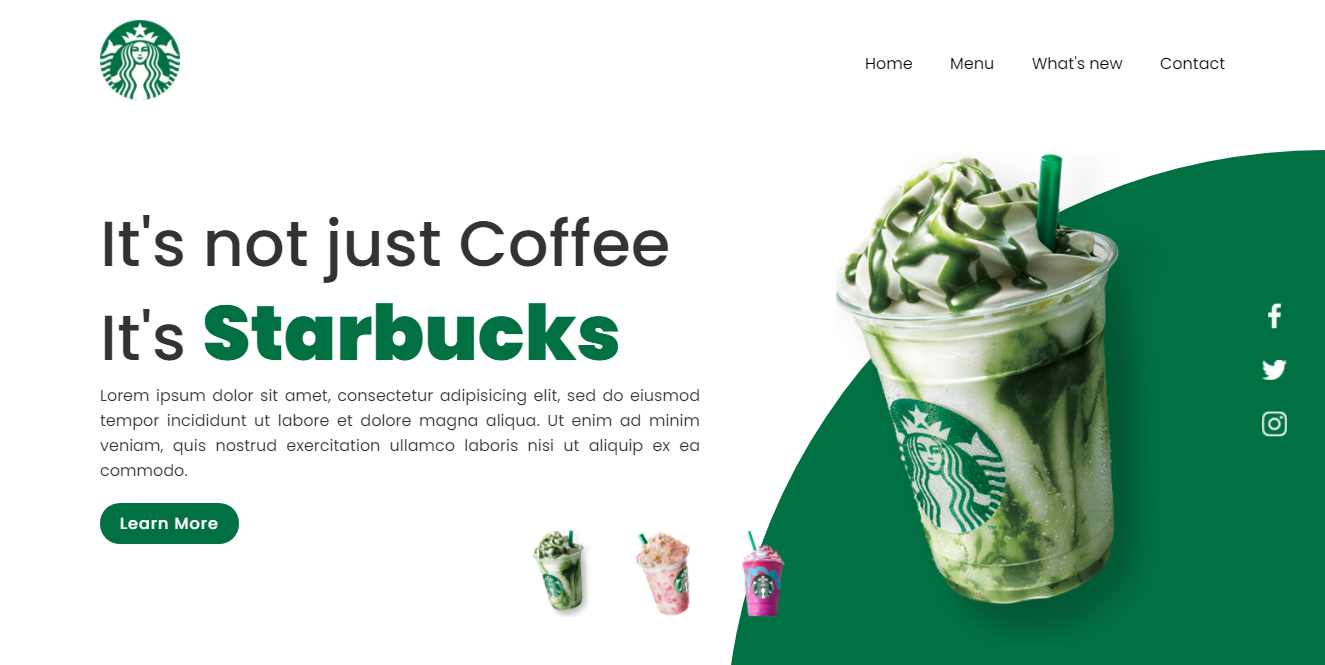 Home Menu What's new Contact
It's not just Coffee
It's Starbucks
Lorem ipsum dolor sit amet, consectetur adipisicing elit, sed do eiusmod
tempor incididunt ut labore et dolore magna aliqua. Ut enim ad minim
veniam, quis nostrud exercitation ullamco laboris nisi ut aliquip ex ea
commodo.
Learn More